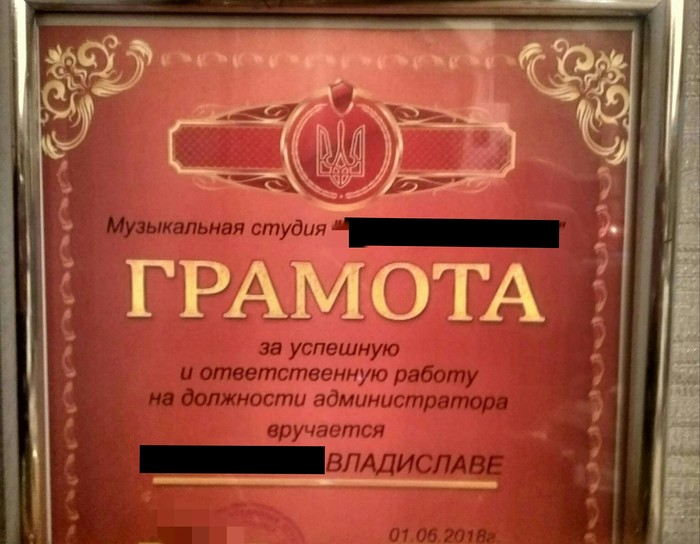 Музыкальная студия " "
ГРАМОТА
за успешную
и ответственную работу
на должности администратора
вручается
ВЛАДИСЛАВЕ
01.06.2018г.